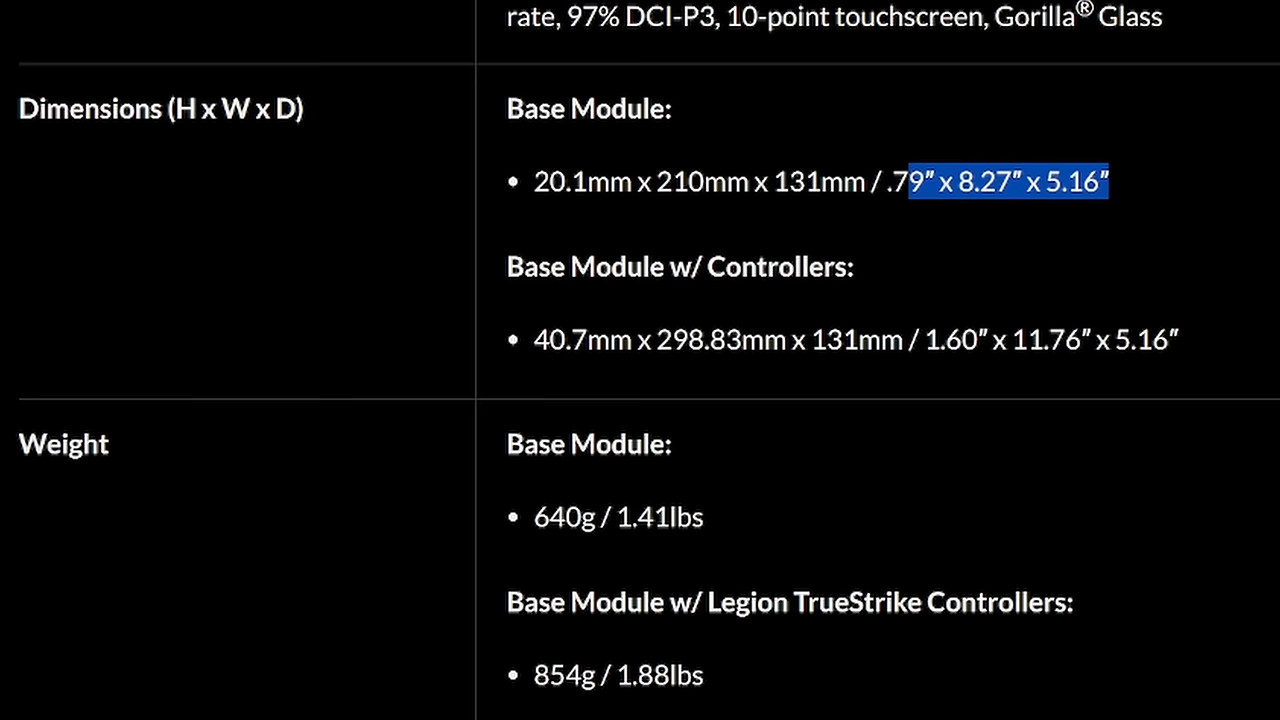 rate, 97% DCI-P3, 10-point touchscreen, Gorilla® Glass
Dimensions (H x W x D)
Base Module:
• 20.1mm x 210mm x 131mm / .79″ x 8.27″ x 5.16″
Base Module w/ Controllers:
• 40.7mm x 298.83mm x 131mm / 1.60″ x 11.76″ x 5.16″
Weight
Base Module:
• 640g / 1.41lbs
Base Module w/ Legion TrueStrike Controllers:
• 854g / 1.88lbs